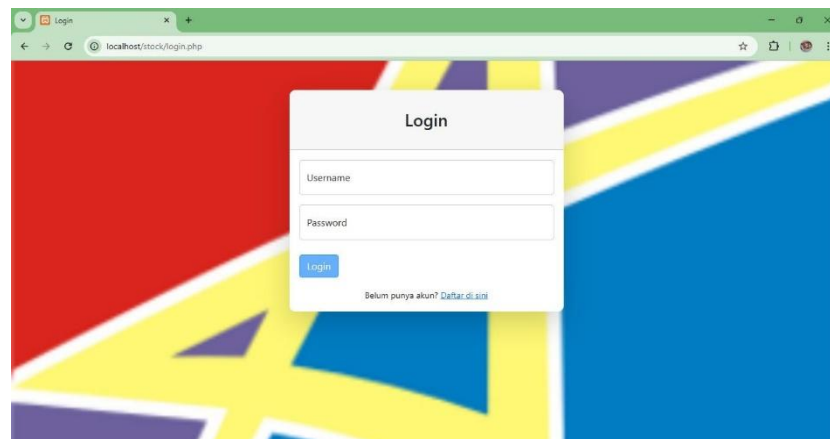 Login
localhost/stock/login.php
Login
Username
Password
Login
Belum punya akun? Daftar di sini